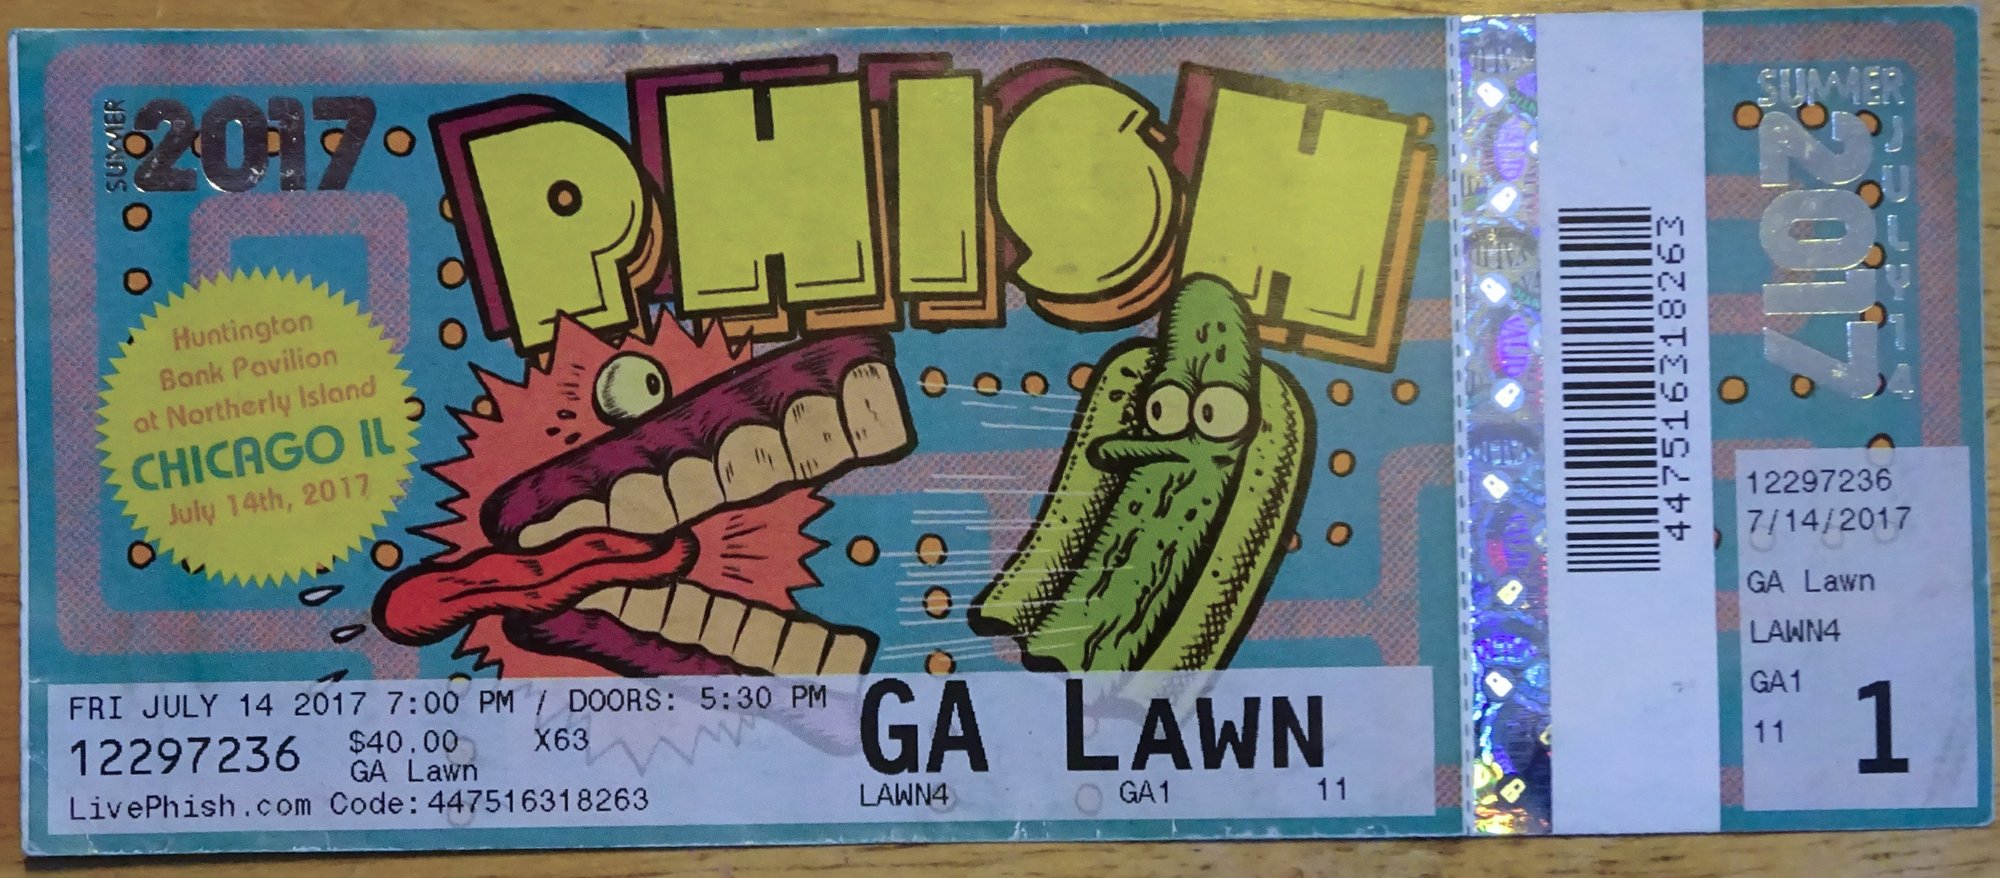 SUMMER
2017
PHISH
Huntington
Bank Pavilion
at Northerly Island
CHICAGO IL
July 14th, 2017
FRI JULY 14 2017 7:00 PM / DOORS: 5:30 PM
12297236
$40.00
X63
GA Lawn
LivePhish.com Code: 447516318263
GA LAWN
LAWN4
GA1
11
447516318263
SUMMER
2017
JULY 14
12297236
7/14/2017
GA Lawn
LAWN4
GA1
11
1